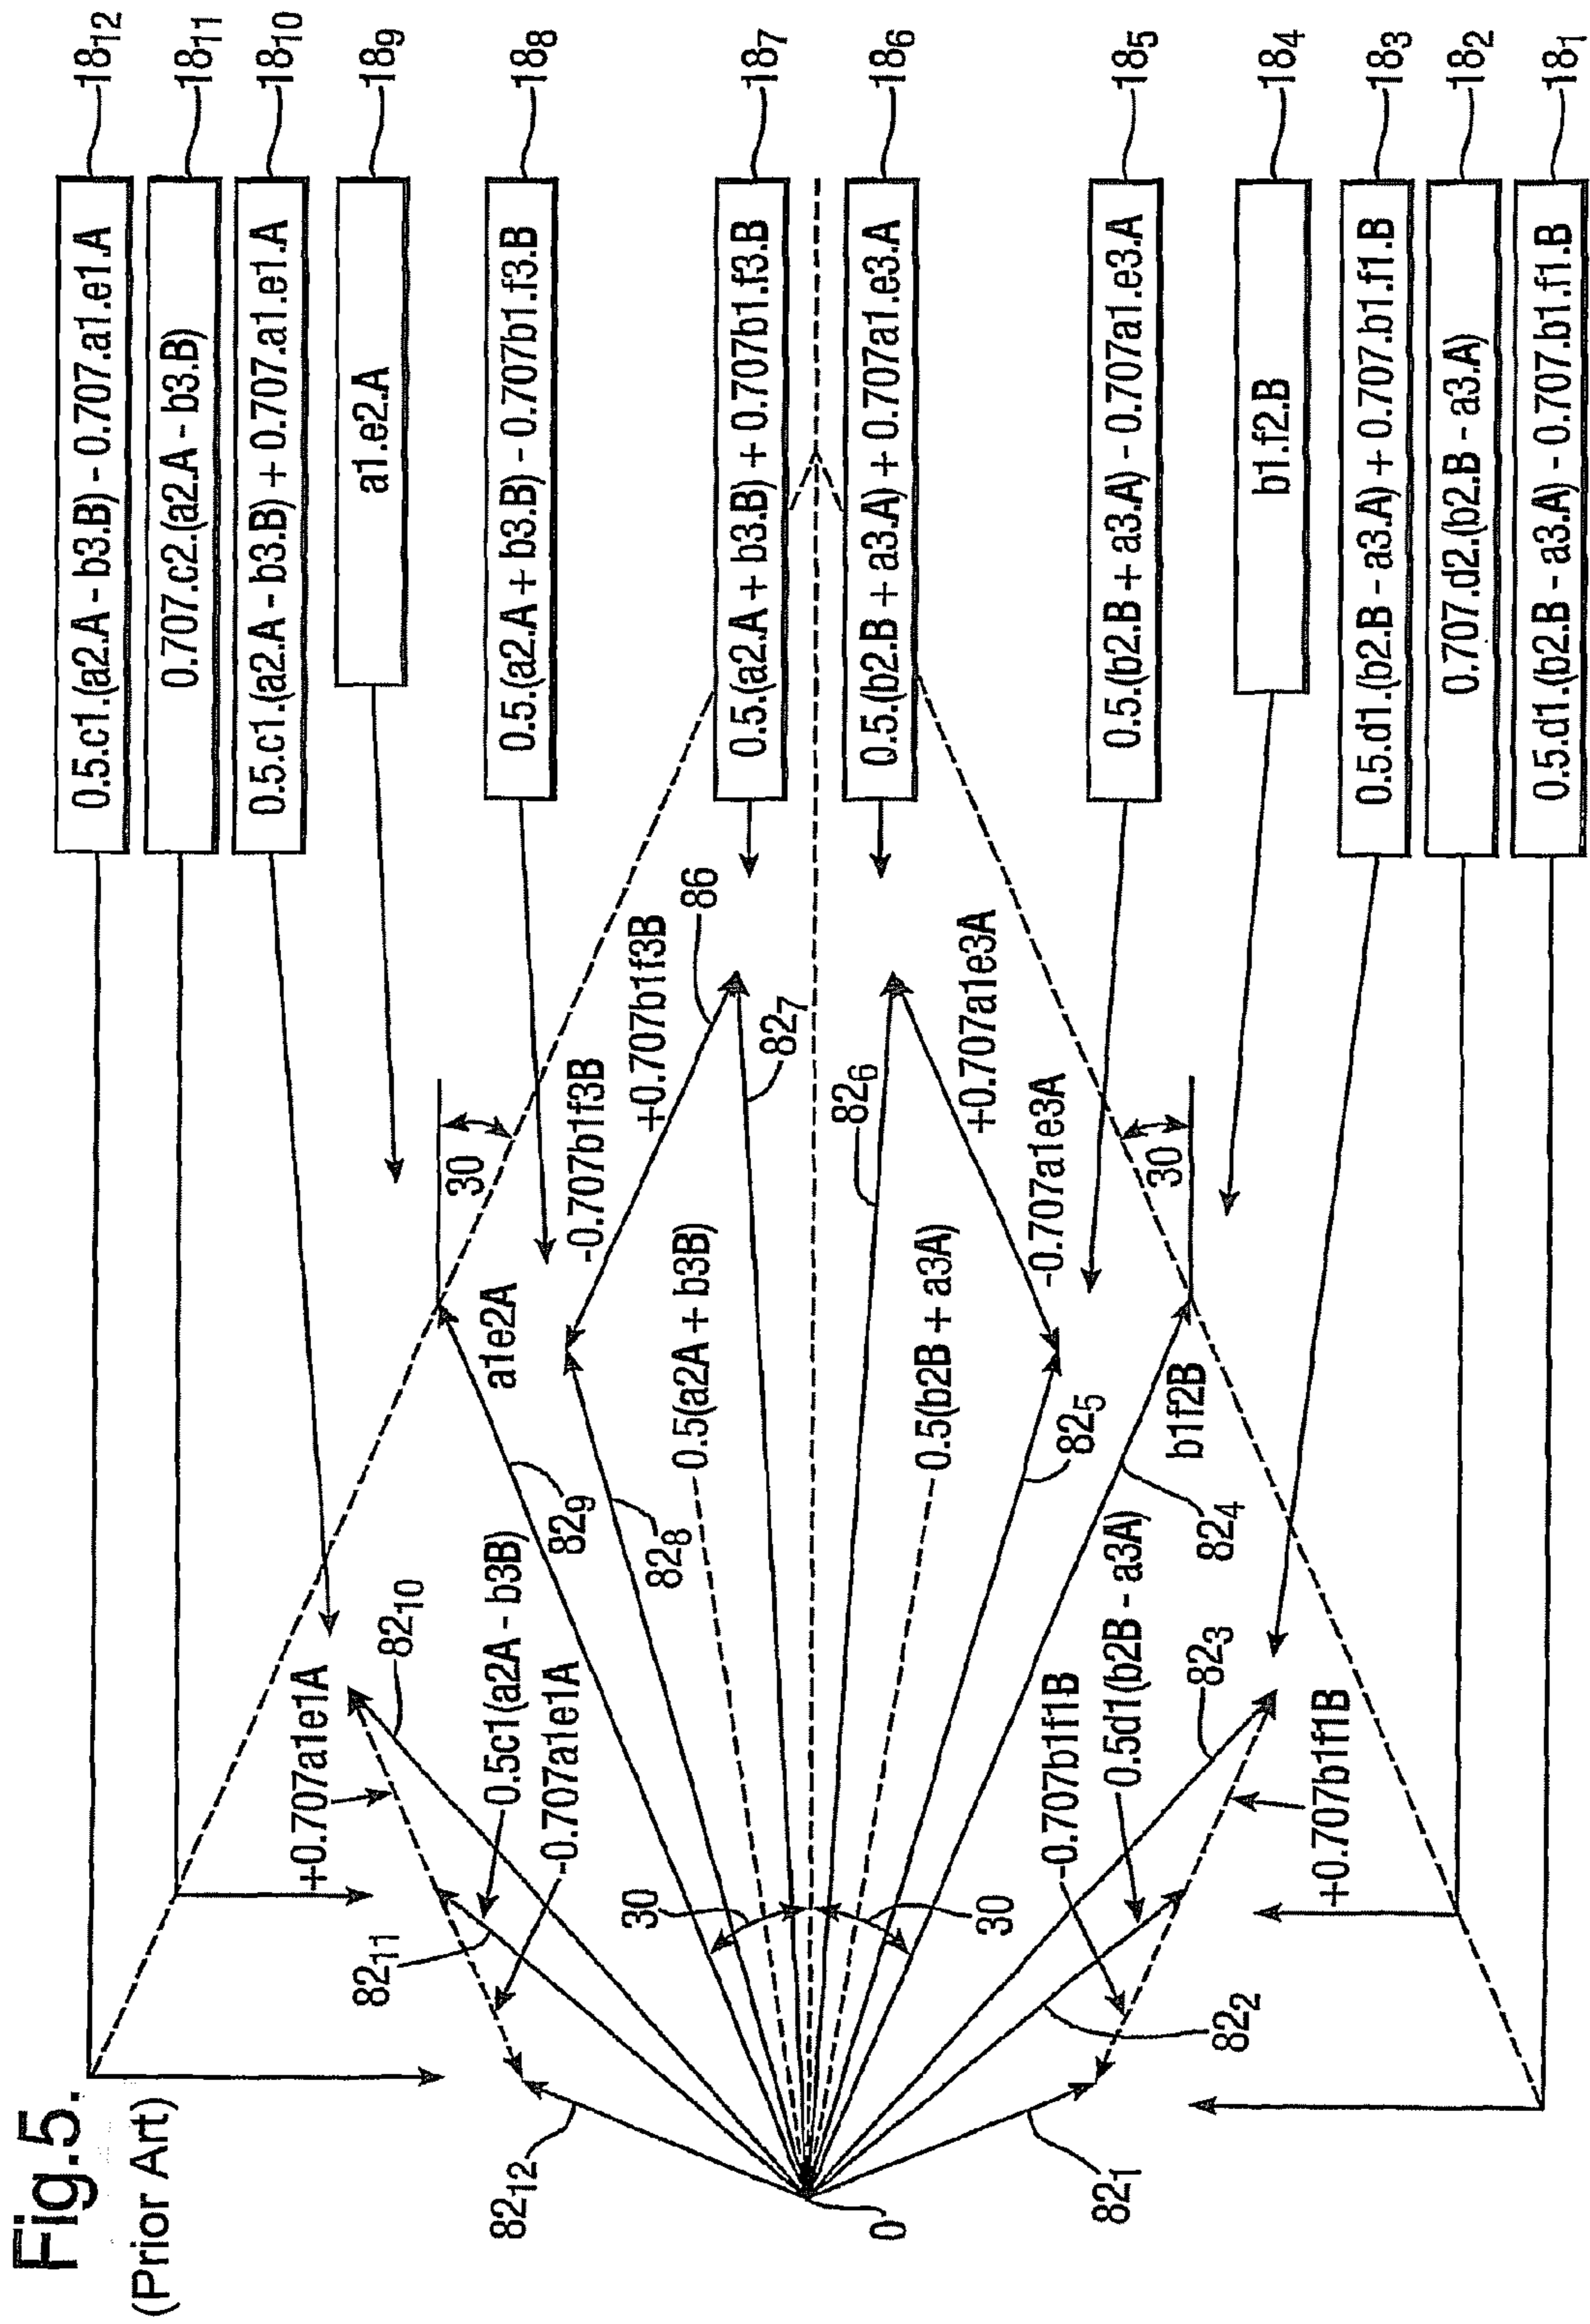 Fig.5.
(Prior Art)
0.5.c1.(a2.A - b3.B) - 0.707.a1.e1.A
18₁₂
0.707.c2.(a2.A - b3.B)
18₁₁
0.5.c1.(a2.A - b3.B) + 0.707.a1.e1.A
18₁₀
a1.e2.A
18₉
0.5.(a2.A + b3.B) - 0.707b1.f3.B
18₈
0.5.(a2.A + b3.B) + 0.707b1.f3.B
18₇
0.5.(b2.B + a3.A) + 0.707a1.e3.A
18₆
0.5.(b2.B + a3.A) - 0.707a1.e3.A
18₅
b1.f2.B
18₄
0.5.d1.(b2.B - a3.A) + 0.707.b1.f1.B
18₃
0.707.d2.(b2.B - a3.A)
18₂
0.5.d1.(b2.B - a3.A) - 0.707.b1.f1.B
18₁
+0.707a1e1A
82₁₀
82₁₁
0.5c1(a2A - b3B)
-0.707a1e1A
82₁₂
30
a1e2A
82₉
82₈
-0.707b1f3B
+0.707b1f3B
86
0.5(a2A + b3B)
82₇
30
0
82₆
30
0.5(b2B + a3A)
+0.707a1e3A
-0.707a1e3A
82₅
30
b1f2B
82₄
-0.707b1f1B
0.5d1(b2B - a3A)
82₃
82₁
82₂
+0.707b1f1B